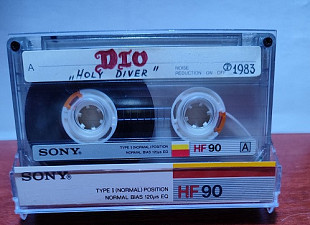 A
DIO
"HOLY DIVER"
NOISE
REDUCTION ON OFF
Ⓟ1983
SONY®
TYPE I (NORMAL) POSITION
NORMAL BIAS 120μs EQ
HF 90
A
SONY®
TYPE I (NORMAL) POSITION
NORMAL BIAS 120μs EQ
HF 90